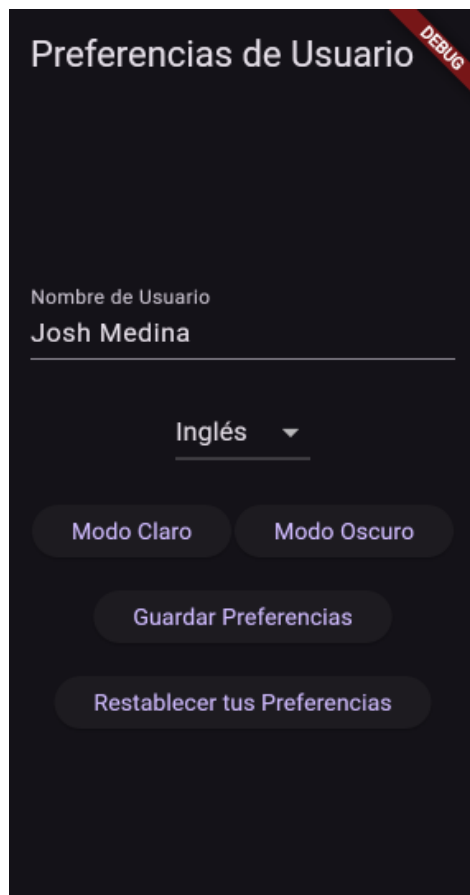 Preferencias de Usuario
DEBUG
Nombre de Usuario
Josh Medina
Inglés
Modo Claro
Modo Oscuro
Guardar Preferencias
Restablecer tus Preferencias